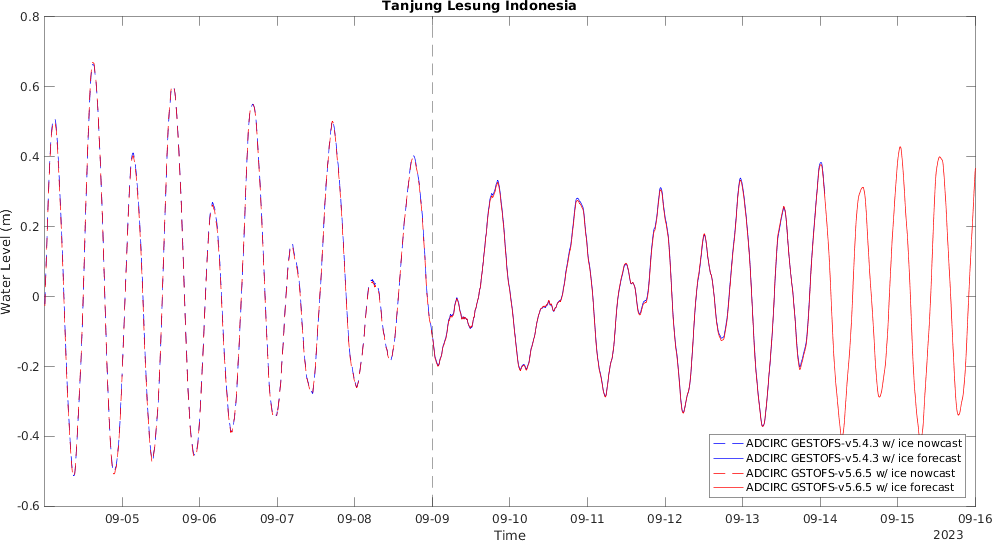 Tanjung Lesung Indonesia
Water Level (m)
0.8
0.6
0.4
0.2
0
-0.2
-0.4
-0.6
ADCIRC GESTOFS-v5.4.3 w/ ice nowcast
ADCIRC GESTOFS-v5.4.3 w/ ice forecast
ADCIRC GSTOFS-v5.6.5 w/ ice nowcast
ADCIRC GSTOFS-v5.6.5 w/ ice forecast
09-05 09-06 09-07 09-08 09-09 09-10 09-11 09-12 09-13 09-14 09-15 09-16
Time
2023